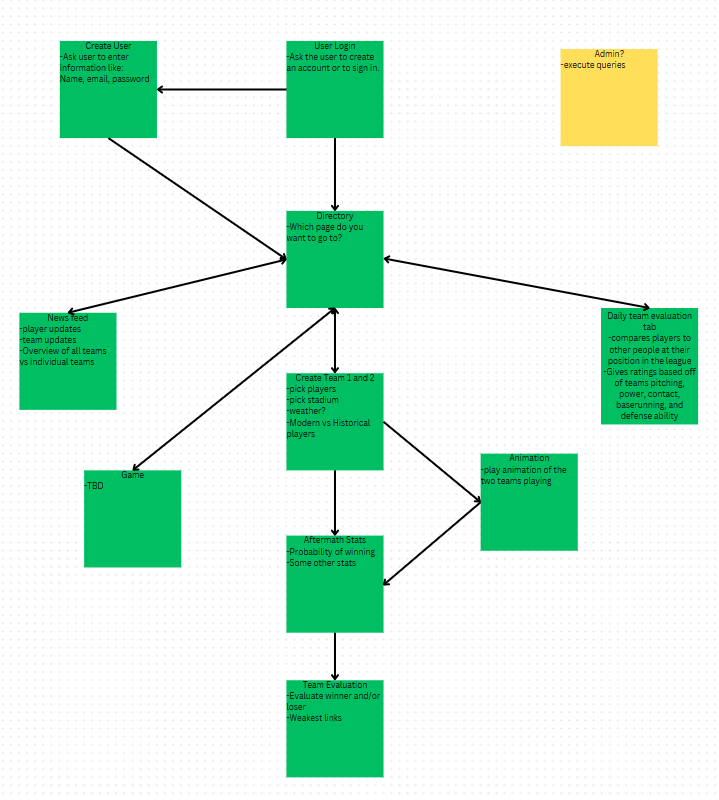 Create User
-Ask user to enter
information like:
Name, email, password
User Login
-Ask the user to create
an account or to sign in.
Admin?
-execute queries
Directory
-Which page do you
want to go to?
News feed
-player updates
-team updates
-Overview of all teams
vs individual teams
Create Team 1 and 2
-pick players
-pick stadium
-weather?
-Modern vs Historical
players
Daily team evaluation
tab
-compares players to
other people at their
position in the league
-Gives ratings based off
of teams pitching,
power, contact,
baserunning, and
defense ability
Game
-TBD
Animation
-play animation of the
two teams playing
Aftermath Stats
-Probability of winning
-Some other stats
Team Evaluation
-Evaluate winner and/or
loser
-Weakest links